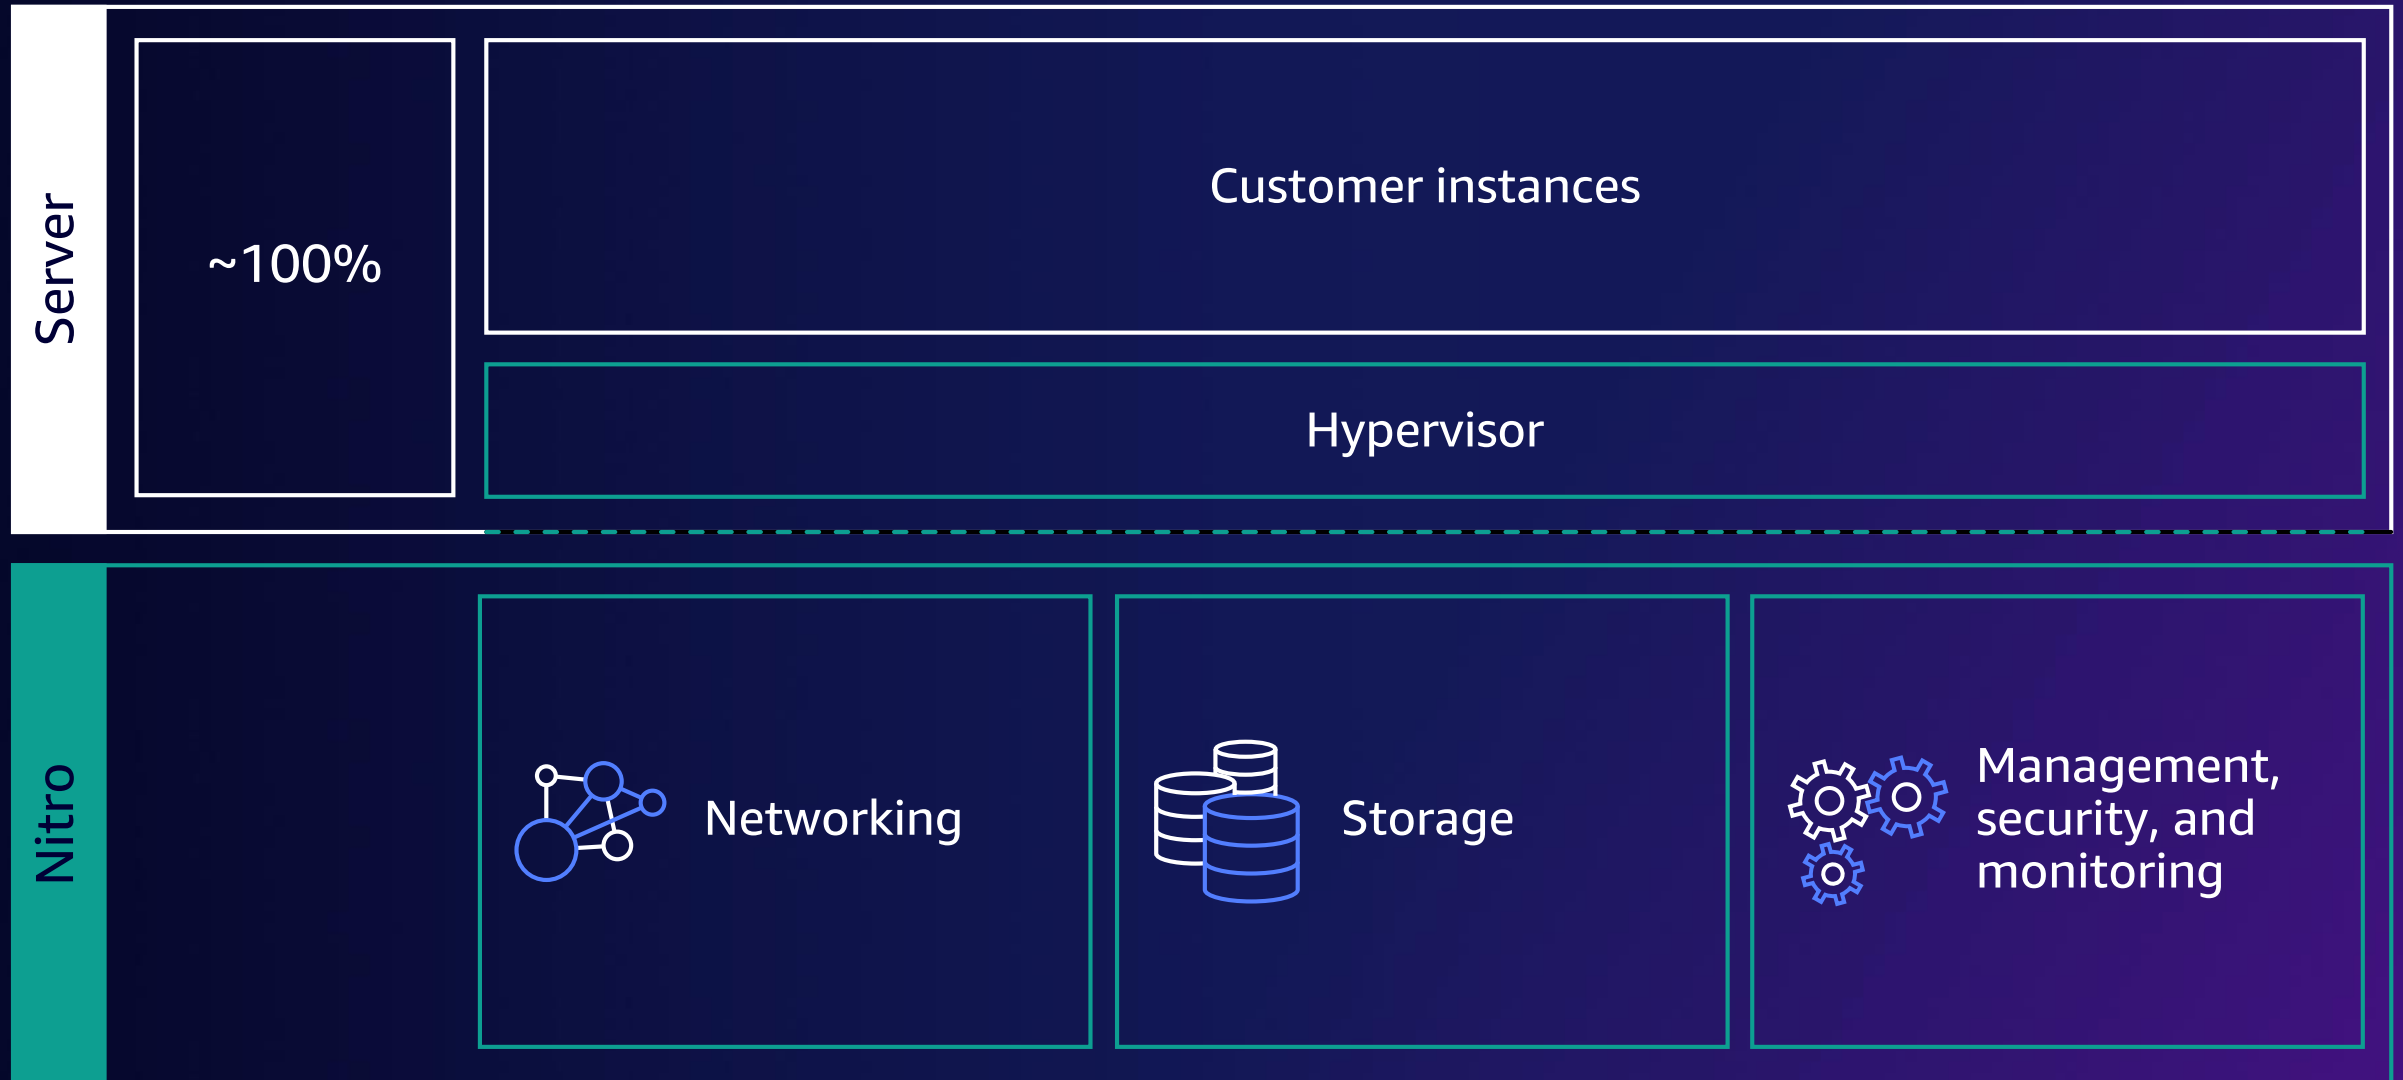 Server
~100%
Customer instances
Hypervisor
Nitro
Networking
Storage
Management,
security, and
monitoring